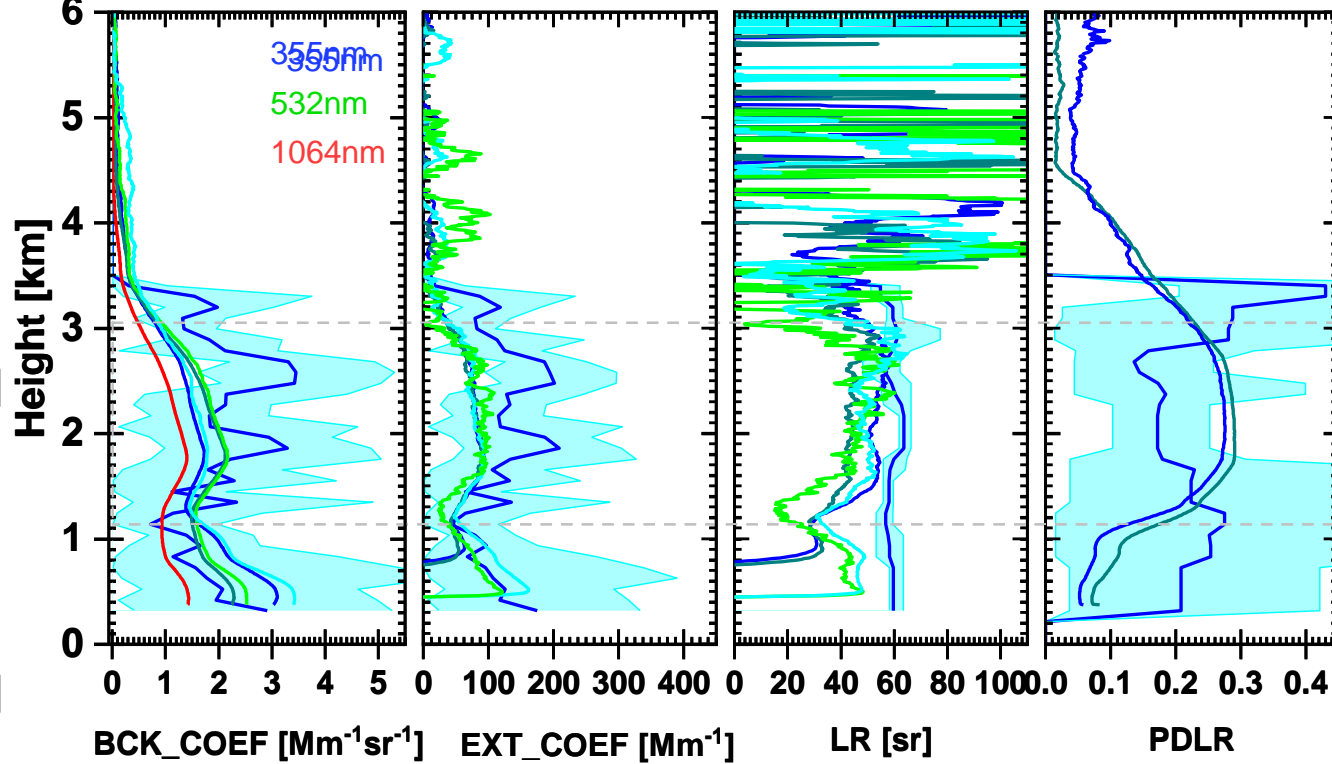 6
5
4
3
2
1
0
Height [km]
355nm
355nm
532nm
1064nm
0 1 2 3 4 5
0 100 200 300 400
0 20 40 60 80 100
0.0 0.1 0.2 0.3 0.4
BCK_COEF [Mm-1sr-1]
EXT_COEF [Mm-1]
LR [sr]
PDLR